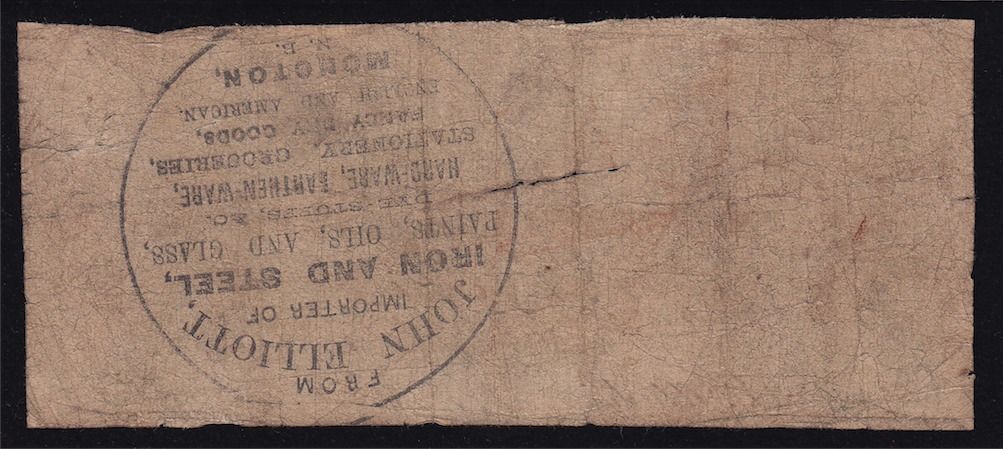 FROM
JOHN ELLIOTT,
IMPORTER OF
IRON AND STEEL,
PAINTS, OILS, AND GLASS,
DYE-STUFFS, &C.
HARD-WARE, EARTHEN-WARE,
STATIONERY, GROCERIES,
FANCY DRY GOODS,
ENGLISH AND AMERICAN.
MONCTON,
N. B.